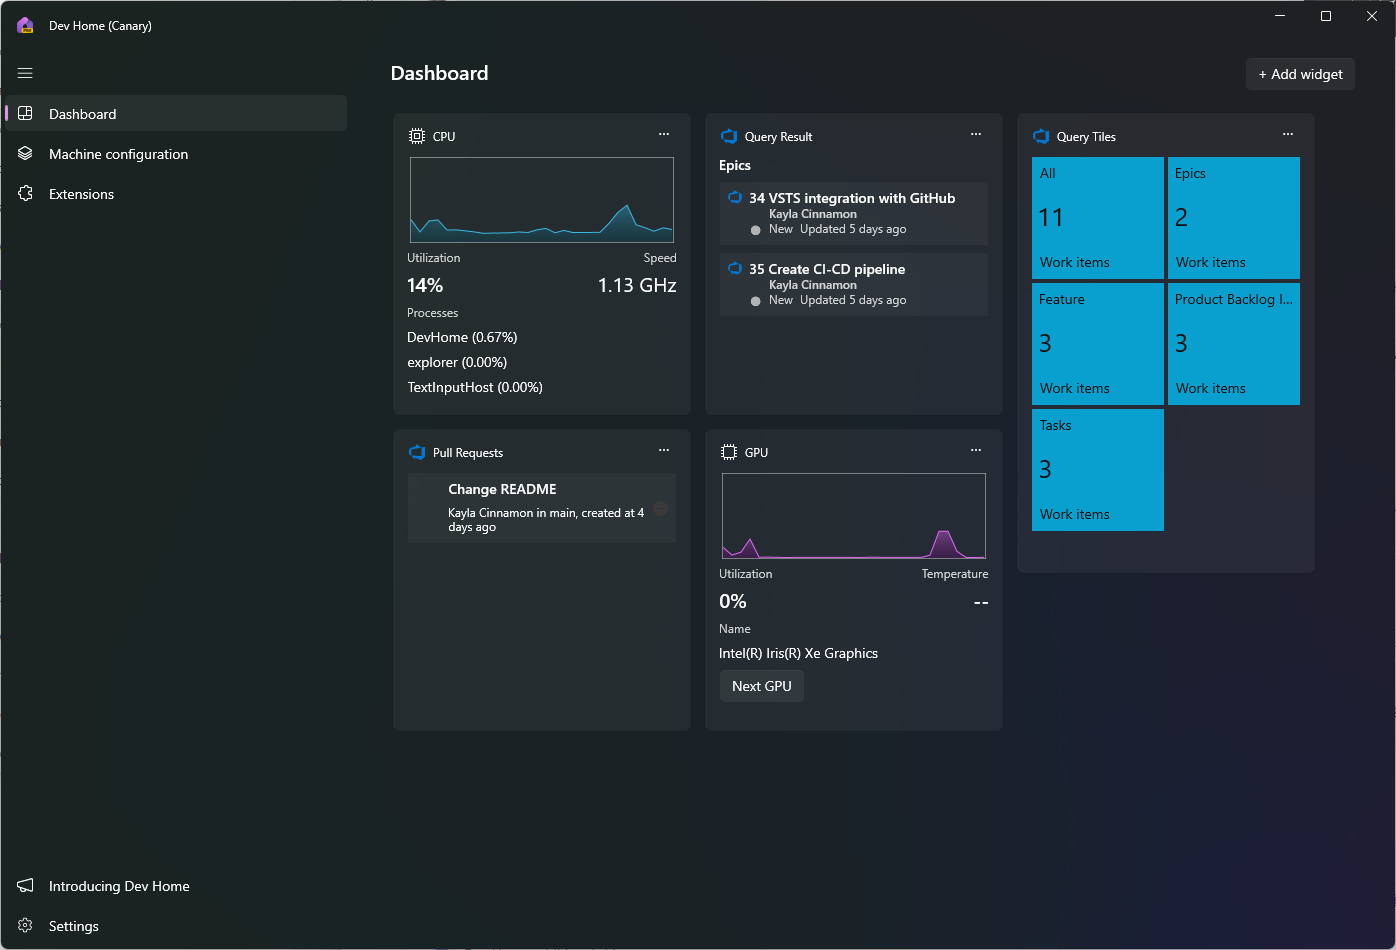 Dev Home (Canary)
Dashboard
Machine configuration
Extensions
Introducing Dev Home
Settings
Dashboard
+ Add widget
CPU
Utilization
Speed
14%
1.13 GHz
Processes
DevHome (0.67%)
explorer (0.00%)
TextInputHost (0.00%)
Query Result
Epics
34 VSTS integration with GitHub
Kayla Cinnamon
New Updated 5 days ago
35 Create CI-CD pipeline
Kayla Cinnamon
New Updated 5 days ago
Query Tiles
All
11
Work items
Epics
2
Work items
Feature
3
Work items
Product Backlog I...
3
Work items
Tasks
3
Work items
Pull Requests
Change README
Kayla Cinnamon in main, created at 4
days ago
GPU
Utilization
Temperature
0%
--
Name
Intel(R) Iris(R) Xe Graphics
Next GPU